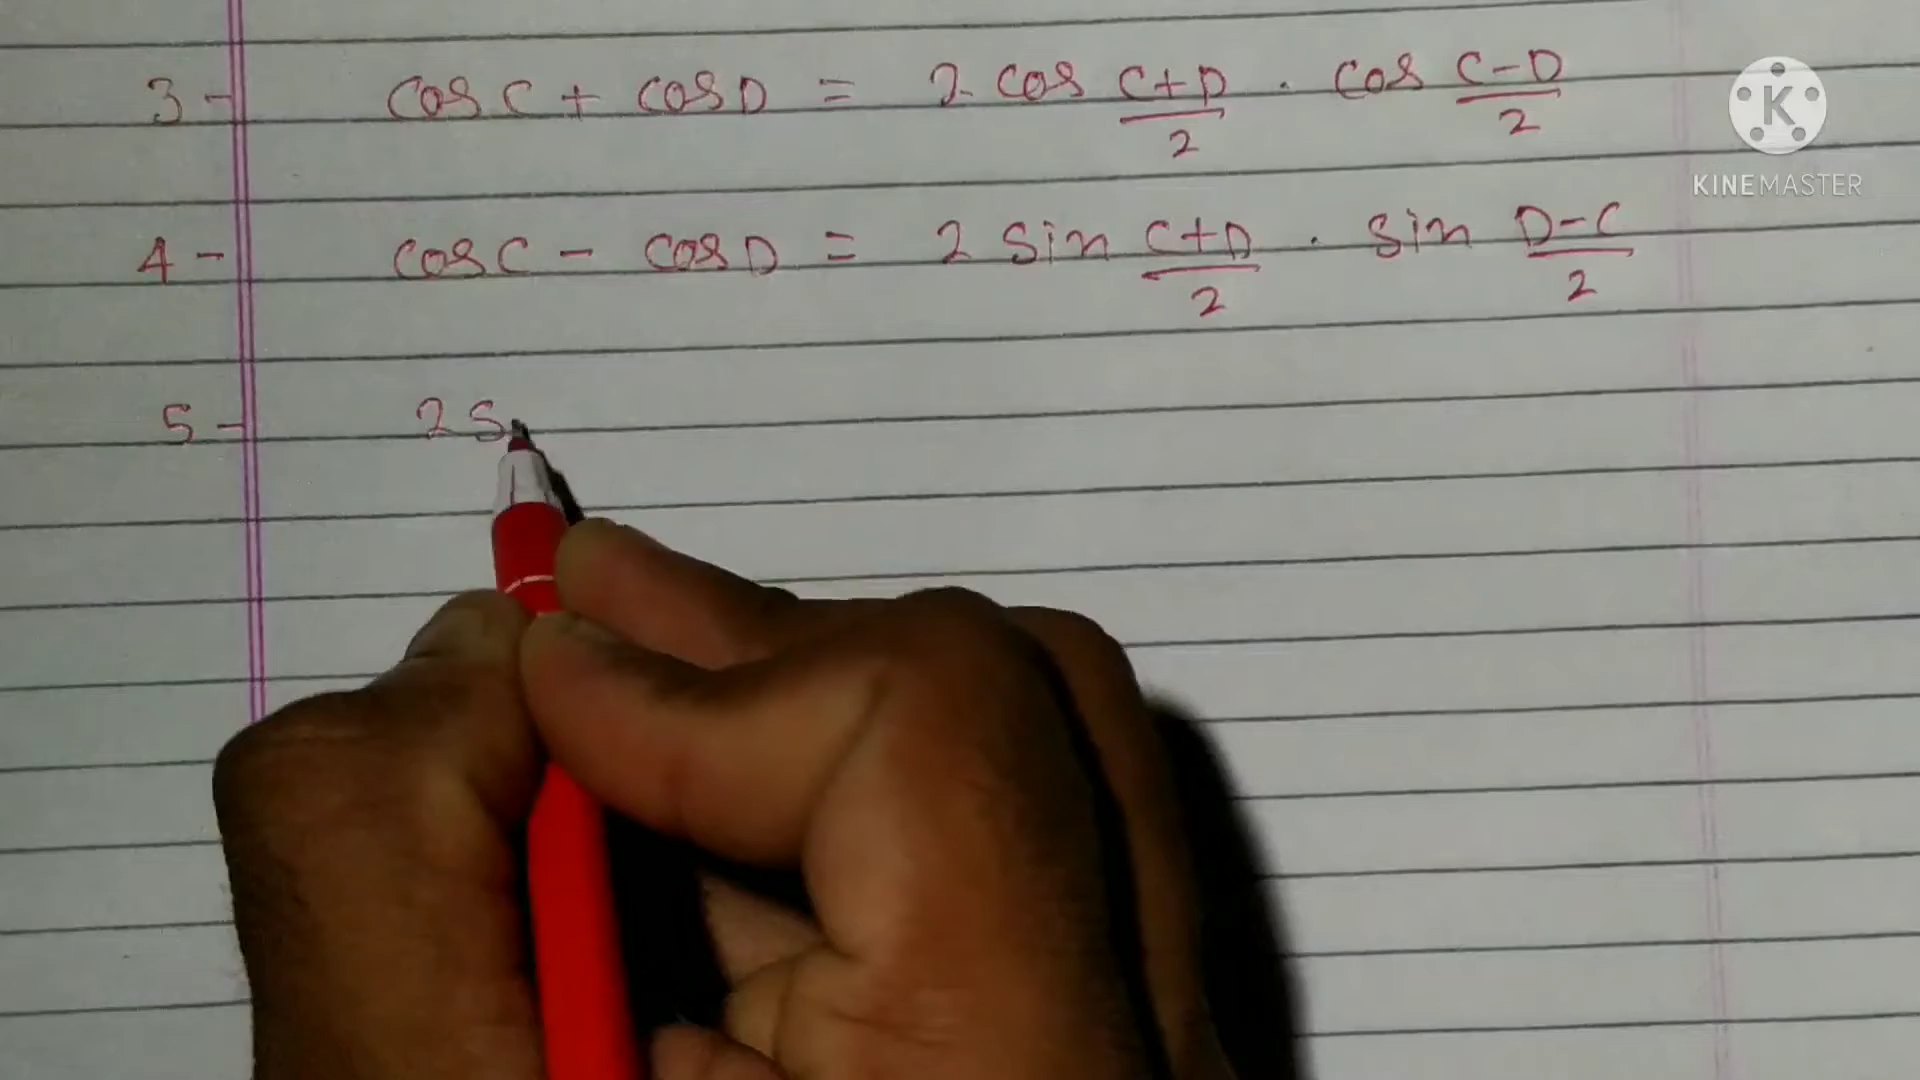 3 - cos C + cos D = 2 cos C+D/2 . cos C-D/2
KINEMASTER
4 - cos C - cos D = 2 sin C+D/2 . sin D-C/2
5 - 2 S